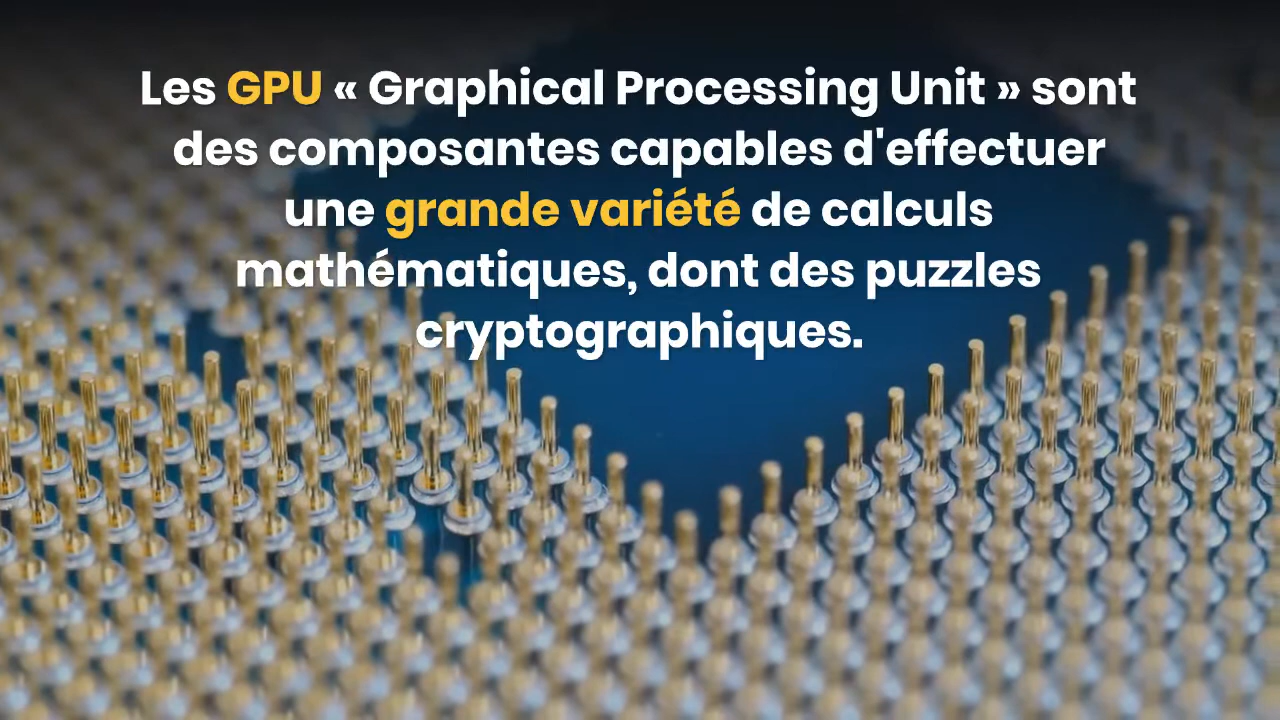 Les GPU « Graphical Processing Unit » sont
des composantes capables d'effectuer
une grande variété de calculs
mathématiques, dont des puzzles
cryptographiques.